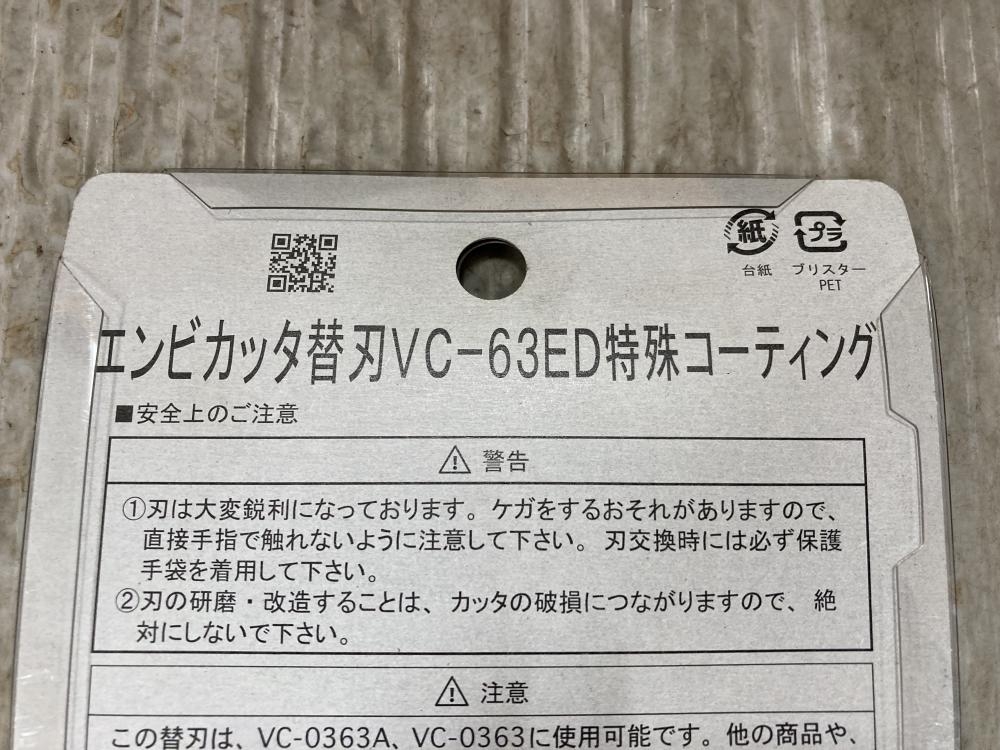 紙
プラ
台紙
ブリスター
PET
エンビカッタ替刃VC-63ED特殊コーティング
■安全上のご注意
警告
①刃は大変鋭利になっております。ケガをするおそれがありますので、
直接手指で触れないように注意して下さい。刃交換時には必ず保護
手袋を着用して下さい。
②刃の研磨・改造することは、カッタの破損につながりますので、絶
対にしないで下さい。
注意
この替刃は、VC-0363A、VC-0363に使用可能です。他の商品や、